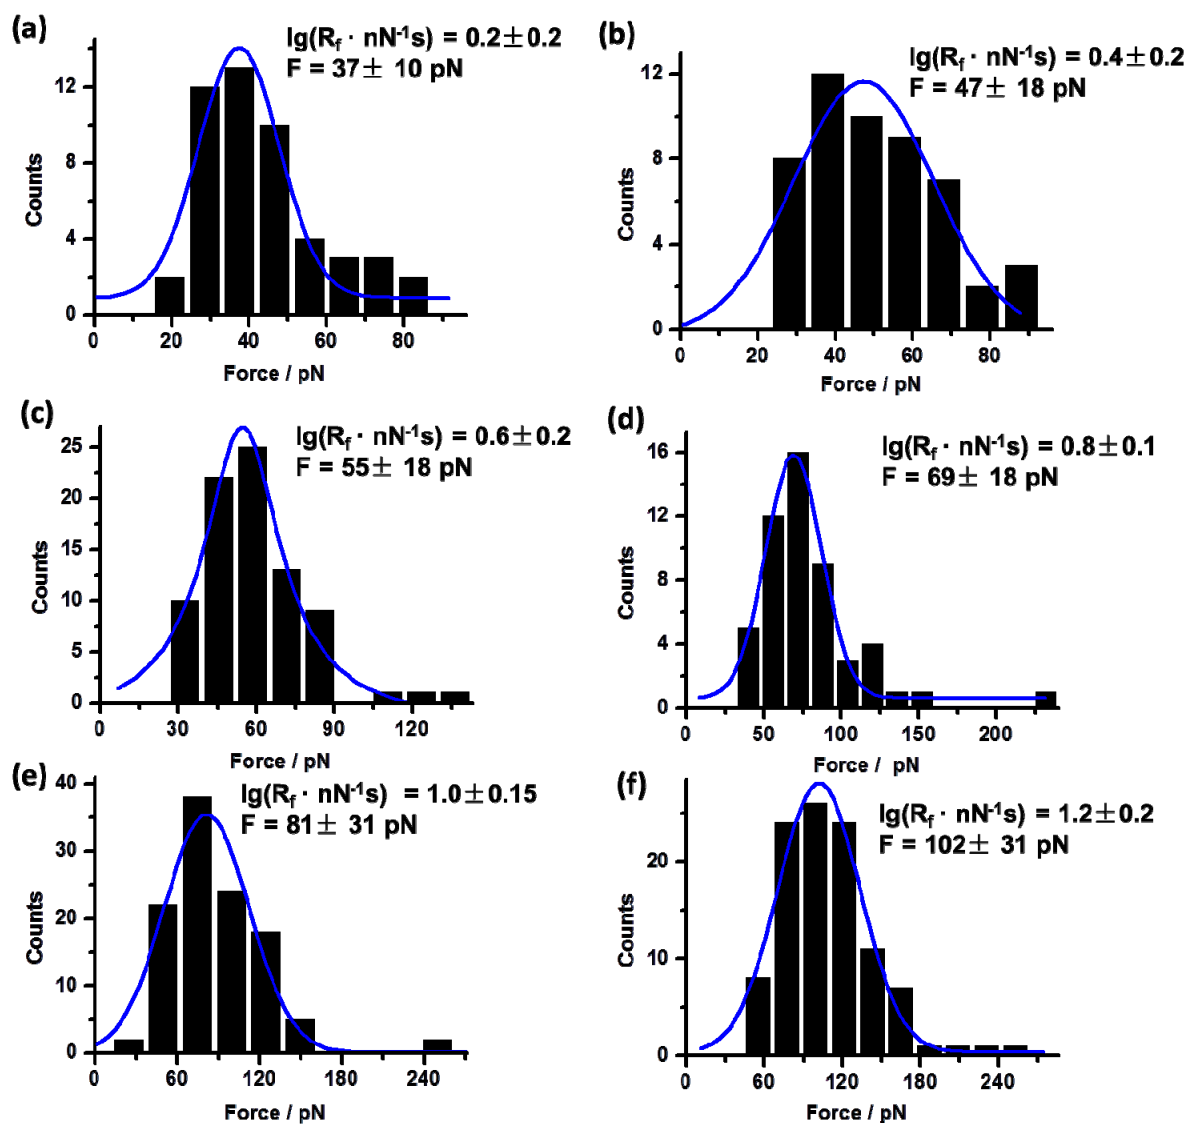 (a)
lg(R_f · nN⁻¹s) = 0.2±0.2
F = 37± 10 pN
12
8
4
0
Counts
0 20 40 60 80
Force / pN
(b)
lg(R_f · nN⁻¹s) = 0.4±0.2
F = 47± 18 pN
12
8
4
0
Counts
0 20 40 60 80
Force / pN
(c)
lg(R_f · nN⁻¹s) = 0.6±0.2
F = 55± 18 pN
25
20
15
10
5
0
Counts
0 30 60 90 120
Force / pN
(d)
lg(R_f · nN⁻¹s) = 0.8±0.1
F = 69± 18 pN
16
12
8
4
0
Counts
0 50 100 150 200
Force / pN
(e)
lg(R_f · nN⁻¹s) = 1.0±0.15
F = 81± 31 pN
40
30
20
10
0
Counts
0 60 120 180 240
Force / pN
(f)
lg(R_f · nN⁻¹s) = 1.2±0.2
F = 102± 31 pN
20
10
0
Counts
0 60 120 180 240
Force / pN